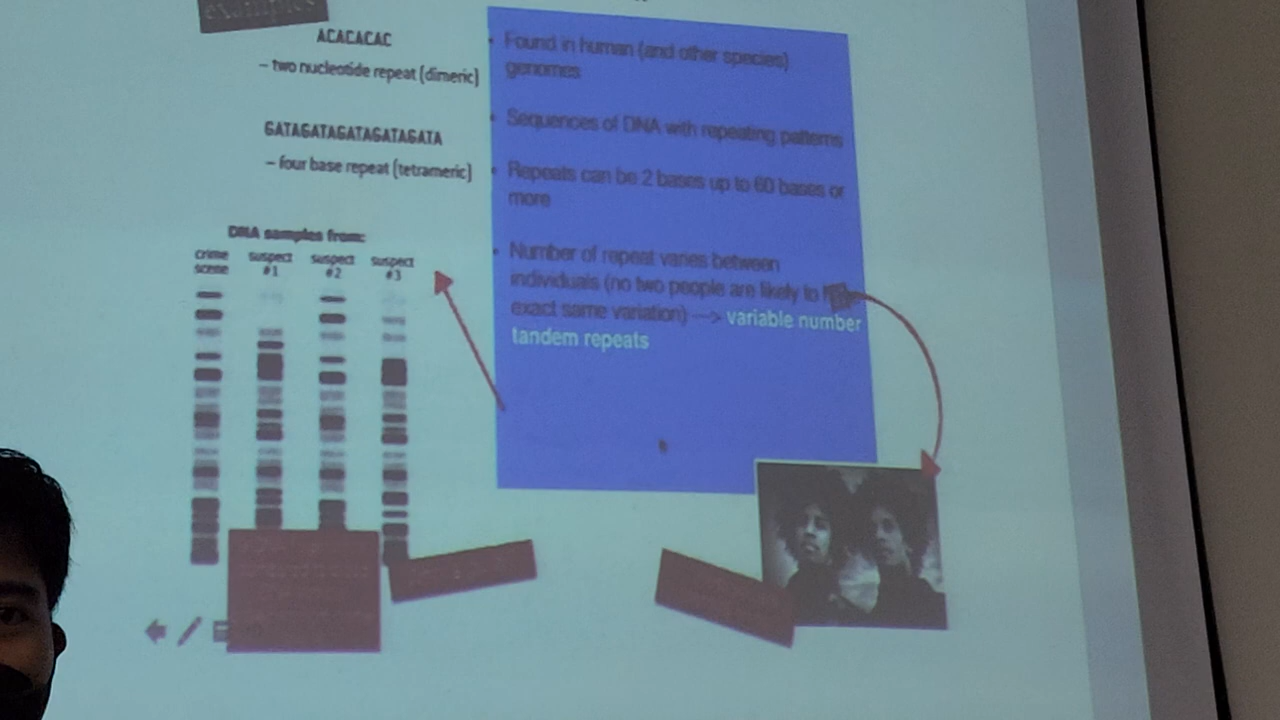 examples
ACACACAC
– two nucleotide repeat (dimeric)
GATAGATAGATAGATAGATA
– four base repeat (tetrameric)
DNA samples from:
crime scene
suspect #1
suspect #2
suspect #3
• Found in human (and other species)
genomes
• Sequences of DNA with repeating patterns
• Repeats can be 2 bases up to 60 bases or
more
• Number of repeat varies between
individuals (no two people are likely to
exact same variation) —> variable number
tandem repeats